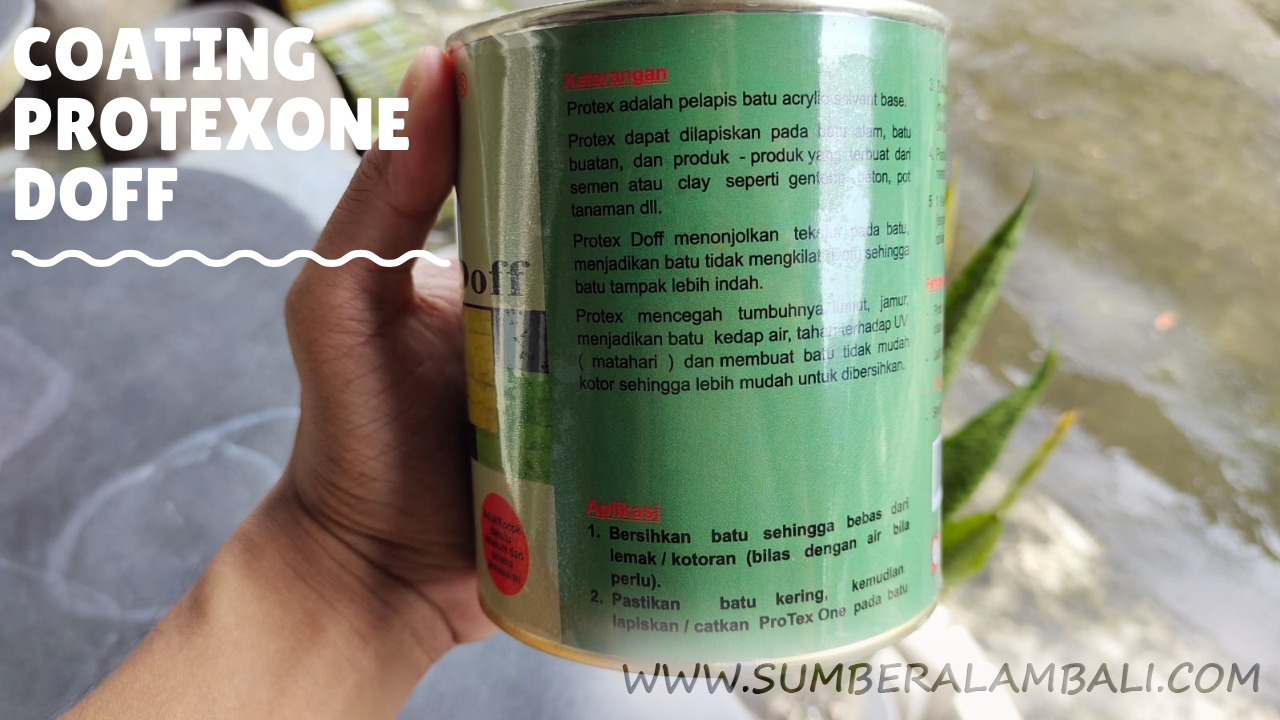 COATING
PROTEXONE
DOFF
Doff
Keterangan
Protex adalah pelapis batu acrylic solvent base.
Protex dapat dilapiskan pada batu alam, batu
buatan, dan produk - produk yang terbuat dari
semen atau clay seperti genteng, beton, pot
tanaman dll.
Protex Doff menonjolkan tekstur pada batu,
menjadikan batu tidak mengkilat (Doff) sehingga
batu tampak lebih indah.
Protex mencegah tumbuhnya lumut, jamur,
menjadikan batu kedap air, tahan terhadap UV
( matahari ) dan membuat batu tidak mudah
kotor sehingga lebih mudah untuk dibersihkan.
Aplikasi
1. Bersihkan batu sehingga bebas dari
lemak / kotoran (bilas dengan air bila
perlu).
2. Pastikan batu kering, kemudian
lapiskan / catkan ProTex One pada batu
3.
4.
5.
WWW.SUMBERALAMBALI.COM